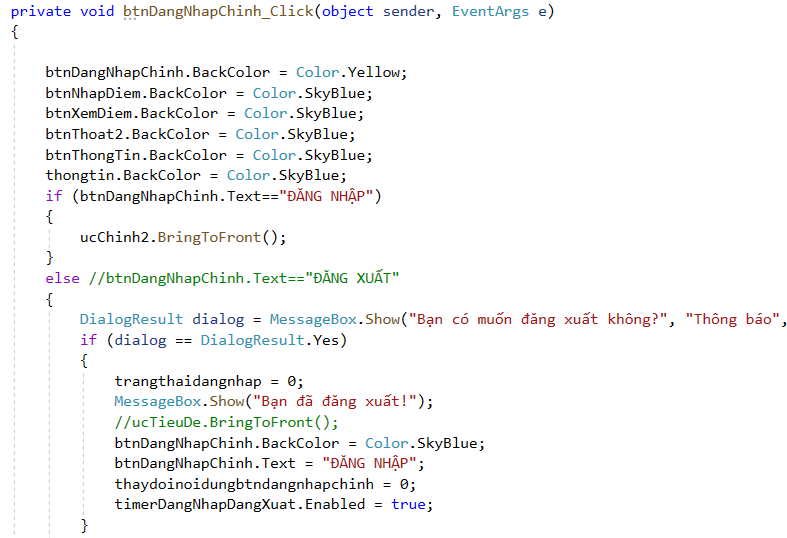 private void btnDangNhapChinh_Click(object sender, EventArgs e)
{
btnDangNhapChinh.BackColor = Color.Yellow;
btnNhapDiem.BackColor = Color.SkyBlue;
btnXemDiem.BackColor = Color.SkyBlue;
btnThoat2.BackColor = Color.SkyBlue;
btnThongTin.BackColor = Color.SkyBlue;
thongtin.BackColor = Color.SkyBlue;
if (btnDangNhapChinh.Text=="ĐĂNG NHẬP")
{
ucChinh2.BringToFront();
}
else //btnDangNhapChinh.Text=="ĐĂNG XUẤT"
{
DialogResult dialog = MessageBox.Show("Bạn có muốn đăng xuất không?", "Thông báo",
if (dialog == DialogResult.Yes)
{
trangthaidangnhap = 0;
MessageBox.Show("Bạn đã đăng xuất!");
//ucTieuDe.BringToFront();
btnDangNhapChinh.BackColor = Color.SkyBlue;
btnDangNhapChinh.Text = "ĐĂNG NHẬP";
thaydoinoidungbtndangnhapchinh = 0;
timerDangNhapDangXuat.Enabled = true;
}